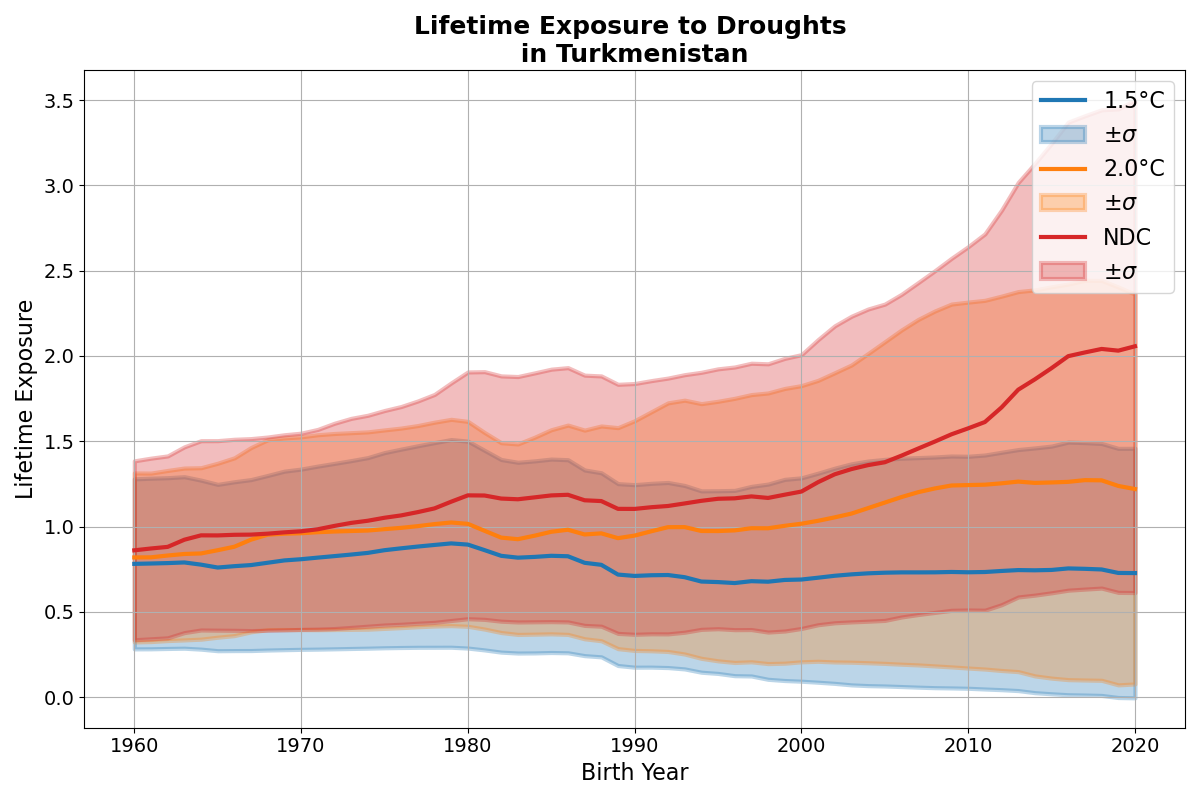 Lifetime Exposure to Droughts
in Turkmenistan
Lifetime Exposure
3.5
3.0
2.5
2.0
1.5
1.0
0.5
0.0
1.5°C
±σ
2.0°C
±σ
NDC
±σ
1960 1970 1980 1990 2000 2010 2020
Birth Year